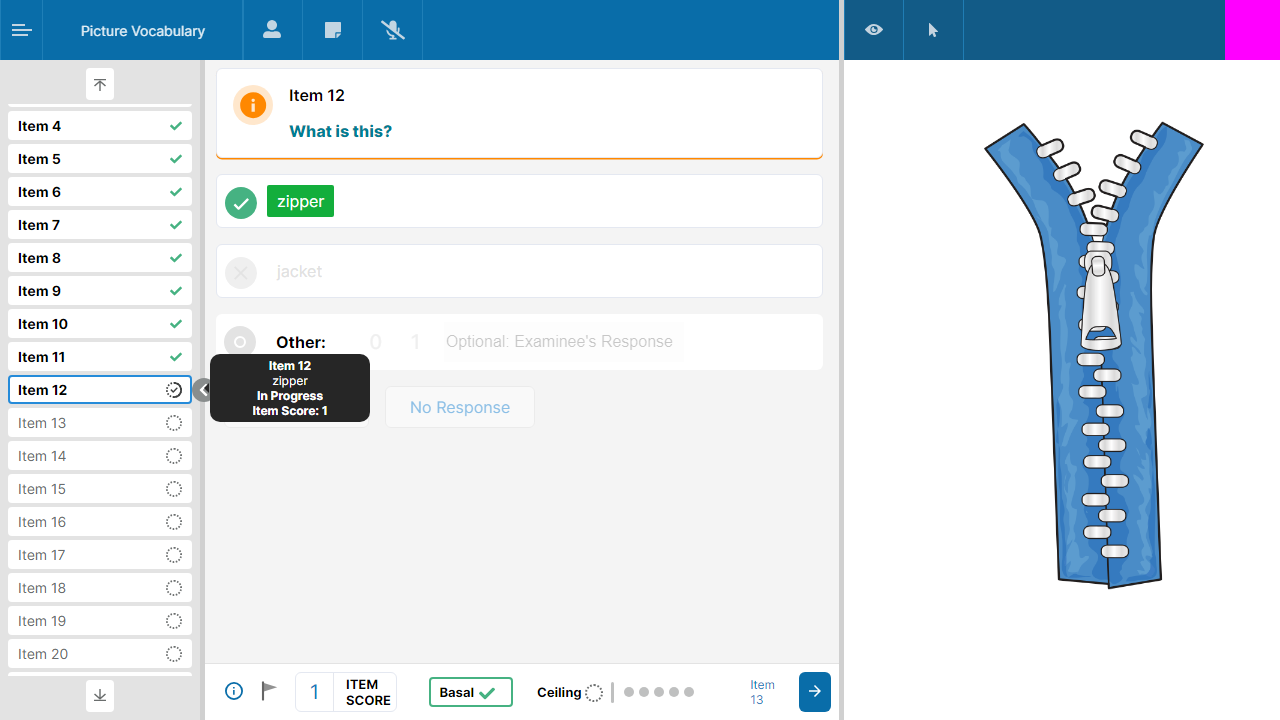 Picture Vocabulary
Item 4
Item 5
Item 6
Item 7
Item 8
Item 9
Item 10
Item 11
Item 12
Item 13
Item 14
Item 15
Item 16
Item 17
Item 18
Item 19
Item 20
Item 12
What is this?
zipper
jacket
Other: 0 1 Optional: Examinee's Response
Item 12
zipper
In Progress
Item Score: 1
No Response
1 ITEM
SCORE
Basal
Ceiling
Item
13